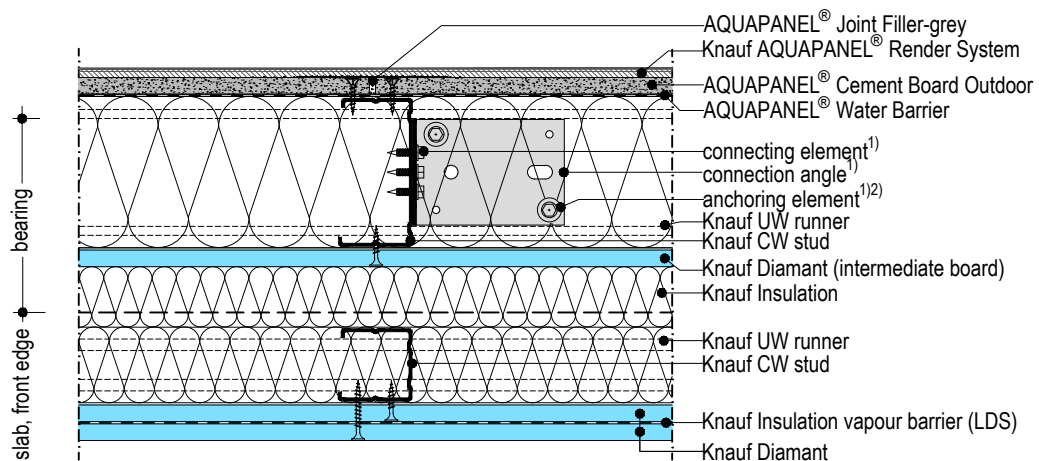 AQUAPANEL® Joint Filler-grey
Knauf AQUAPANEL® Render System
AQUAPANEL® Cement Board Outdoor
AQUAPANEL® Water Barrier
connecting element1)
connection angle1)
anchoring element1)2)
Knauf UW runner
Knauf CW stud
Knauf Diamant (intermediate board)
Knauf Insulation
Knauf UW runner
Knauf CW stud
Knauf Insulation vapour barrier (LDS)
Knauf Diamant
bearing
slab, front edge